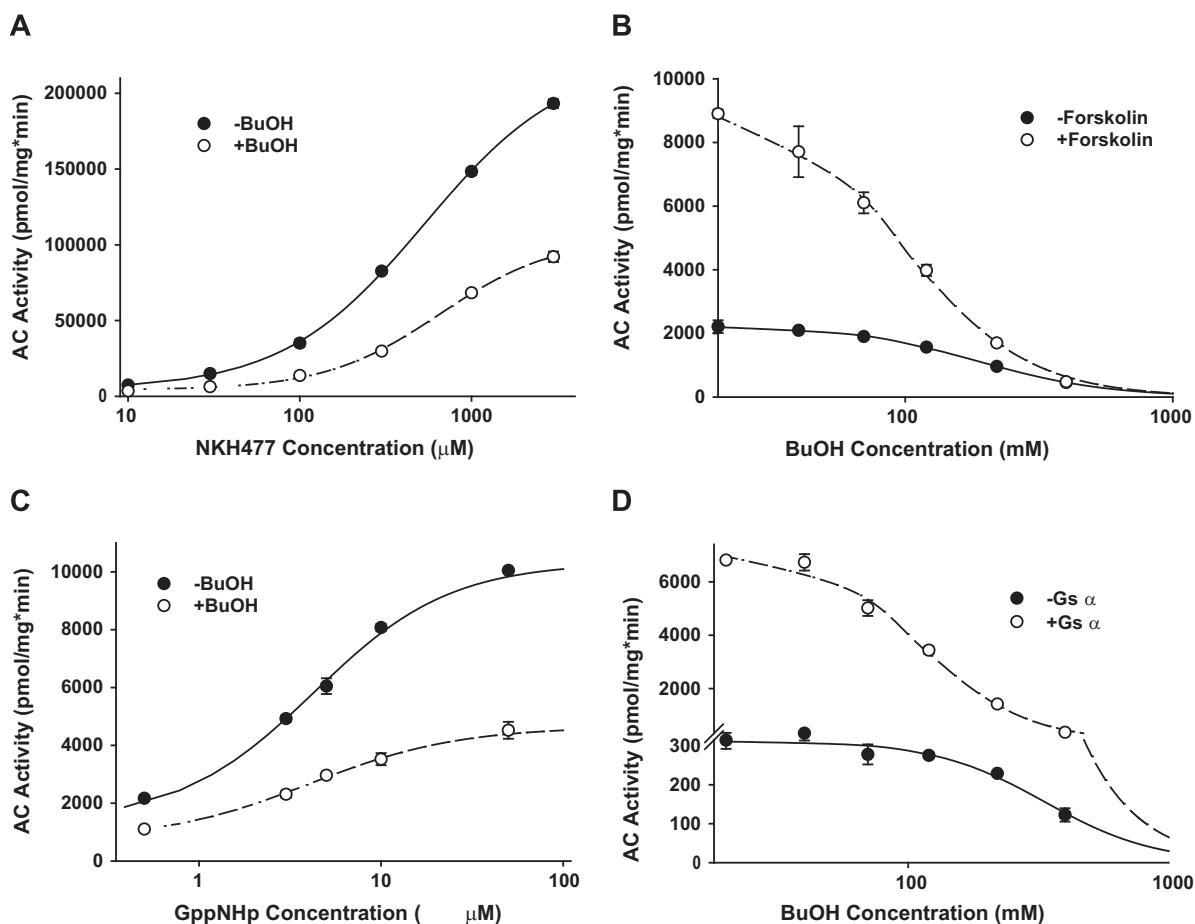 A
AC Activity (pmol/mg*min)
200000
150000
100000
50000
0
-BuOH
+BuOH
10
100
1000
NKH477 Concentration (μM)
B
AC Activity (pmol/mg*min)
10000
8000
6000
4000
2000
0
-Forskolin
+Forskolin
100
1000
BuOH Concentration (mM)
C
AC Activity (pmol/mg*min)
10000
8000
6000
4000
2000
0
-BuOH
+BuOH
1
10
100
GppNHp Concentration ( μM)
D
AC Activity (pmol/mg*min)
6000
4000
2000
300
200
100
0
-Gs α
+Gs α
100
1000
BuOH Concentration (mM)